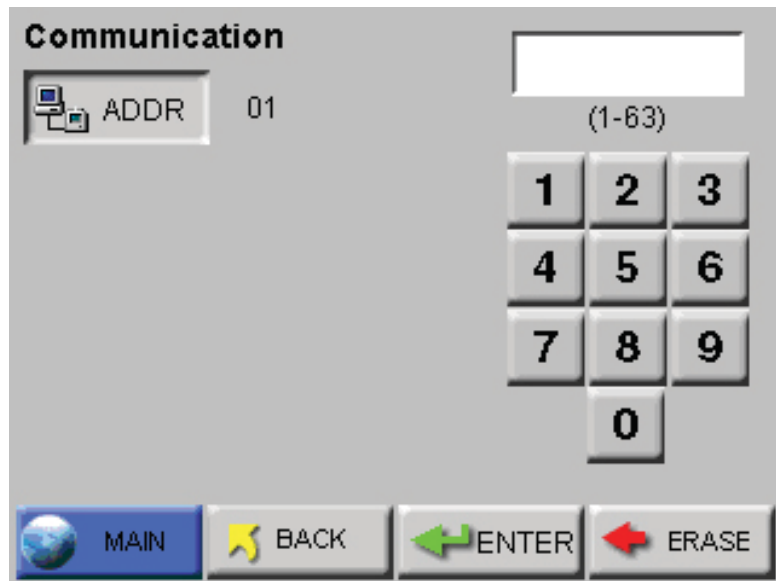 Communication
ADDR 01
(1-63)
1 2 3
4 5 6
7 8 9
0
MAIN BACK ENTER ERASE